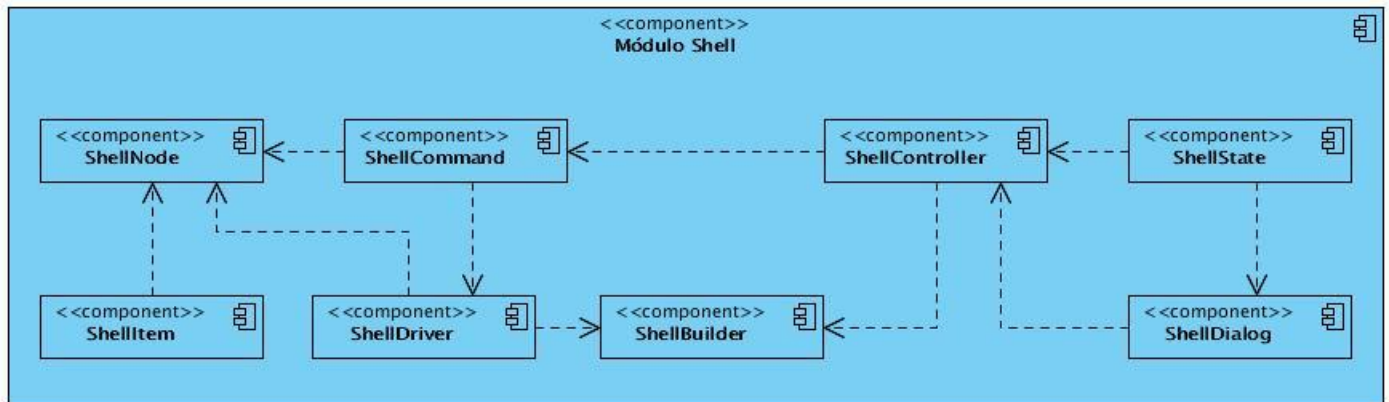 <<component>>
Módulo Shell
<<component>>
ShellNode
<<component>>
ShellCommand
<<component>>
ShellController
<<component>>
ShellState
<<component>>
ShellItem
<<component>>
ShellDriver
<<component>>
ShellBuilder
<<component>>
ShellDialog